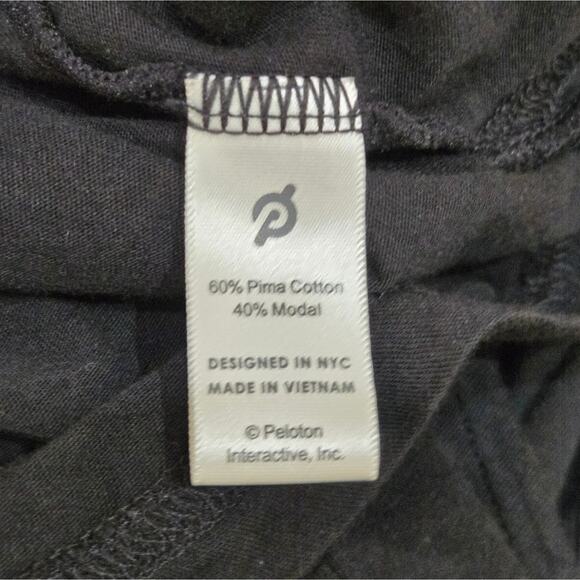 60% Pima Cotton
40% Modal
DESIGNED IN NYC
MADE IN VIETNAM
© Peloton
Interactive, Inc.